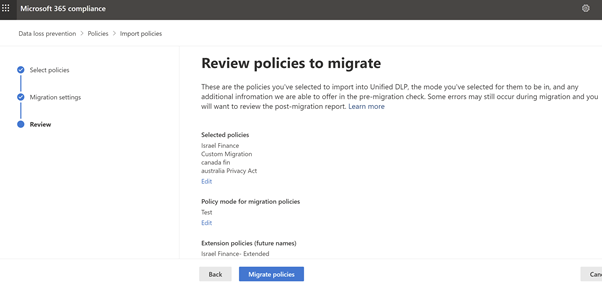 Microsoft 365 compliance
Data loss prevention > Policies > Import policies
Select policies
Migration settings
Review
Review policies to migrate
These are the policies you've selected to import into Unified DLP, the mode you've selected for them to be in, and any
additional information we are able to offer in the pre-migration check. Some errors may still occur during migration and you
will want to review the post-migration report. Learn more
Selected policies
Israel Finance
Custom Migration
canada fin
australia Privacy Act
Edit
Policy mode for migration policies
Test
Edit
Extension policies (future names)
Israel Finance- Extended
Back
Migrate policies
Canc